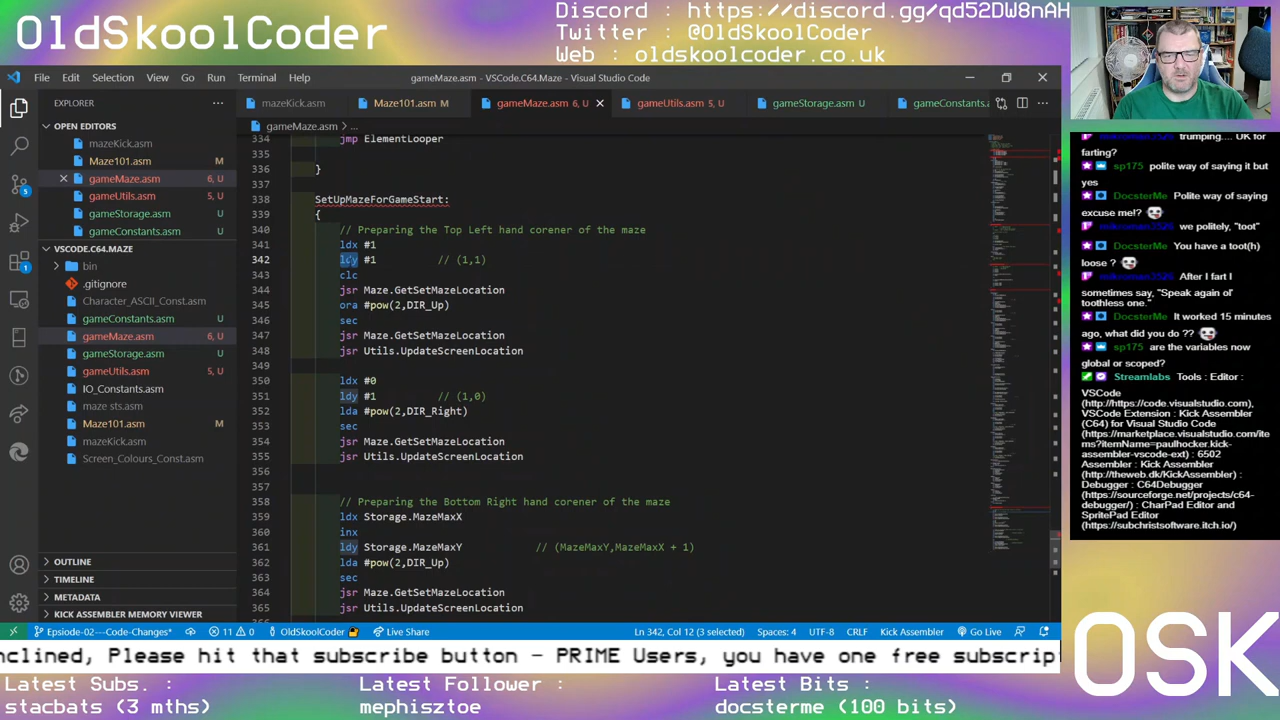 OldSkoolCoder
Discord : https://discord.gg/qd52DW8nAH
Twitter : @OldSkoolCoder
Web : oldskoolcoder.co.uk
File Edit Selection View Go Run Terminal Help
gameMaze.asm - VSCode.C64.Maze - Visual Studio Code
EXPLORER
mazeKick.asm
Maze101.asm M
gameMaze.asm 6, U
gameUtils.asm 5, U
gameStorage.asm U
gameConstants.a
OPEN EDITORS
mazeKick.asm
Maze101.asm M
gameMaze.asm 6, U
gameUtils.asm 5, U
gameStorage.asm U
gameConstants.asm U
VSCODE.C64.MAZE
bin
.gitignore
Character_ASCII_Const.asm
gameConstants.asm U
gameMaze.asm 6, U
gameStorage.asm U
gameUtils.asm 5, U
IO_Constants.asm
maze sts.asm
Maze101.asm M
mazeKick.asm
Screen_Colours_Const.asm
OUTLINE
TIMELINE
METADATA
KICK ASSEMBLER MEMORY VIEWER
gameMaze.asm > ...
334 jmp ElementLooper
335
336 }
337
338 SetUpMazeForGameStart:
339 {
340 // Preparing the Top Left hand corener of the maze
341 ldx #1
342 ldy #1 // (1,1)
343 clc
344 jsr Maze.GetSetMazeLocation
345 ora #pow(2,DIR_Up)
346 sec
347 jsr Maze.GetSetMazeLocation
348 jsr Utils.UpdateScreenLocation
349
350 ldx #0
351 ldy #1 // (1,0)
352 lda #pow(2,DIR_Right)
353 sec
354 jsr Maze.GetSetMazeLocation
355 jsr Utils.UpdateScreenLocation
356
357
358 // Preparing the Bottom Right hand corener of the maze
359 ldx Storage.MazeMaxX
360 inx
361 ldy Storage.MazeMaxY // (MazeMaxY,MazeMaxX + 1)
362 lda #pow(2,DIR_Up)
363 sec
364 jsr Maze.GetSetMazeLocation
365 jsr Utils.UpdateScreenLocation
trumping.... UK for
farting?
sp175 polite way of saying it but
yes
DocsterMe Polite way of saying
excuse me!?
we politely, "toot"
DocsterMe You have a toot(h)
loose ?
After I fart I
sometimes say, "Speak again ol'
toothless one."
DocsterMe It worked 15 minutes
ago, what did you do ??
sp175 are the variables now
global or scoped?
Streamlabs Tools : Editor :
VSCode
(http://https://code.visualstudio.com),
VSCode Extension : Kick Assembler
(C64) for Visual Studio Code
(https://marketplace.visualstudio.com/ite
ms?itemName=paulhocker.kick-
assembler-vscode-ext) : 6502
Assembler : Kick Assembler
(http://theweb.dk/KickAssembler) :
Debugger : C64Debugger
(https://sourceforge.net/projects/c64-
debugger/) : CharPad Editor and
SpritePad Editor
(https://subchristsoftware.itch.io/)
Epsiode-02---Code-Changes* 11 0 OldSkoolCoder Live Share Ln 342, Col 12 (3 selected) Spaces: 4 UTF-8 CRLF Kick Assembler Go Live
nclined, Please hit that subscribe button - PRIME Users, you have one free subscrip
Latest Subs. :
stacbats (3 mths)
Latest Follower :
mephisztoe
Latest Bits :
docsterme (100 bits)
OSK